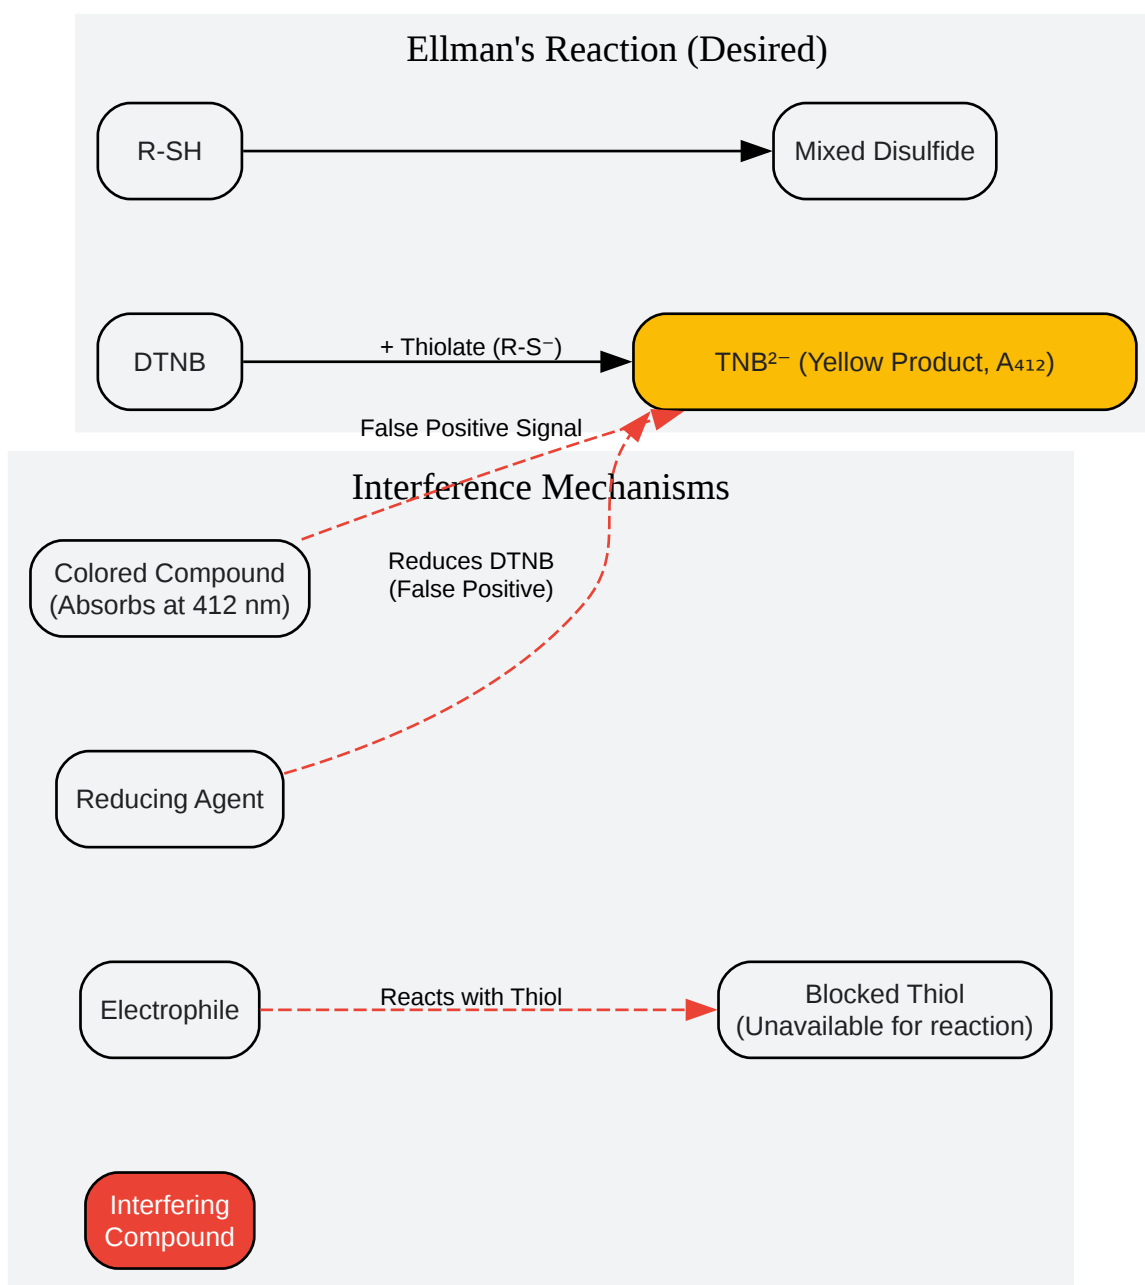 Ellman's Reaction (Desired)
R-SH
Mixed Disulfide
DTNB
+ Thiolate (R-S⁻)
TNB²⁻ (Yellow Product, A₄₁₂)
False Positive Signal
Interference Mechanisms
Colored Compound
(Absorbs at 412 nm)
Reduces DTNB
(False Positive)
Reducing Agent
Electrophile
Reacts with Thiol
Blocked Thiol
(Unavailable for reaction)
Interfering
Compound